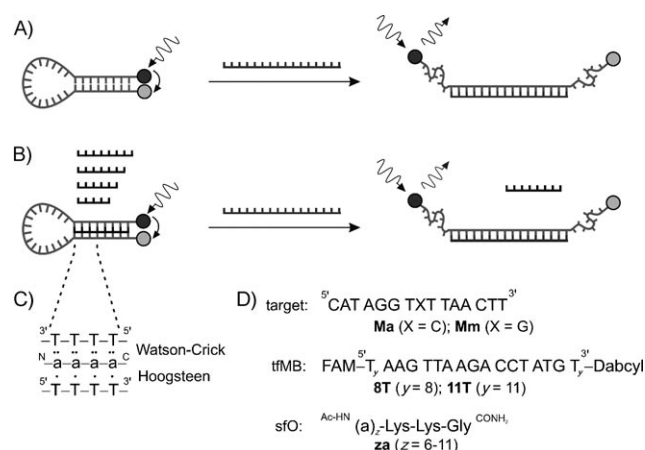 A)
B)
C)
3' –T–T–T–T– 5'
Watson-Crick
N –a–a–a–a– C
Hoogsteen
5' –T–T–T–T– 3'
D)
target: 5' CAT AGG TXT TAA CTT 3'
Ma (X = C); Mm (X = G)
tfMB: FAM–5'Ty AAG TTA AGA CCT ATG Ty3'–Dabcyl
8T (y = 8); 11T (y = 11)
sfO: Ac-HN (a)z-Lys-Lys-Gly CONH2
za (z = 6-11)